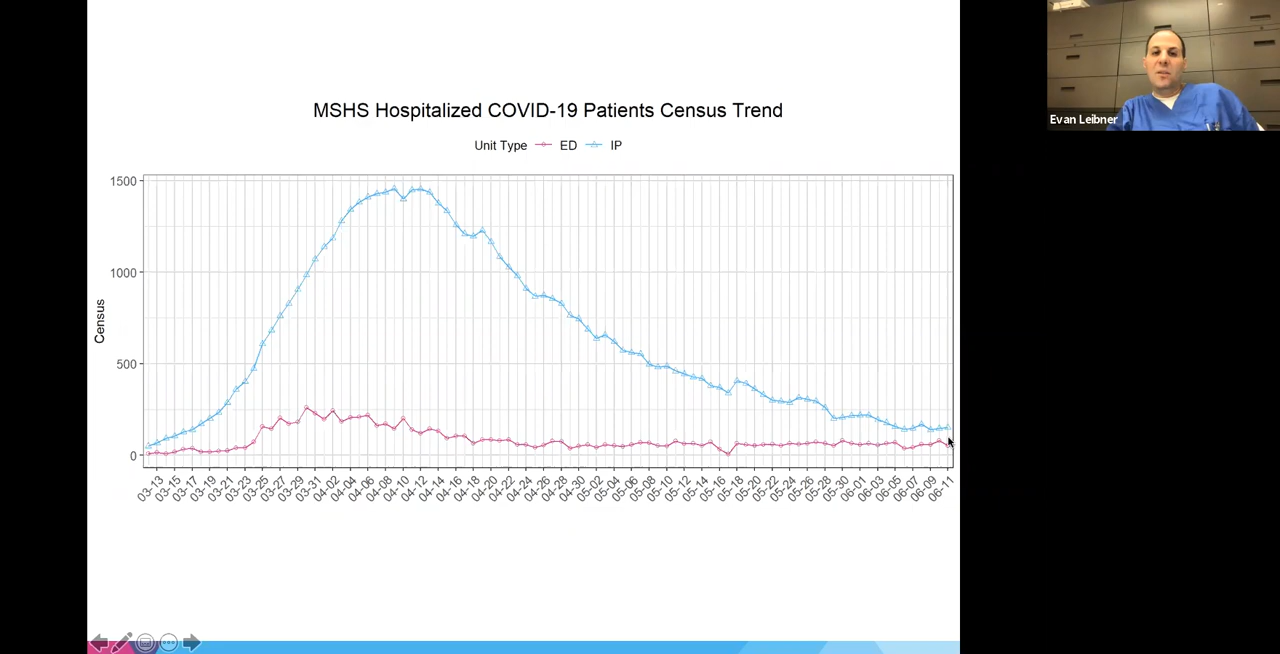 MSHS Hospitalized COVID-19 Patients Census Trend
Unit Type ED IP
Evan Leibner
1500
1000
500
0
Census
03-13 03-15 03-17 03-19 03-21 03-23 03-25 03-27 03-29 03-31 04-02 04-04 04-06 04-08 04-10 04-12 04-14 04-16 04-18 04-20 04-22 04-24 04-26 04-28 04-30 05-02 05-04 05-06 05-08 05-10 05-12 05-14 05-16 05-18 05-20 05-22 05-24 05-26 05-28 05-30 06-01 06-03 06-05 06-07 06-09 06-11